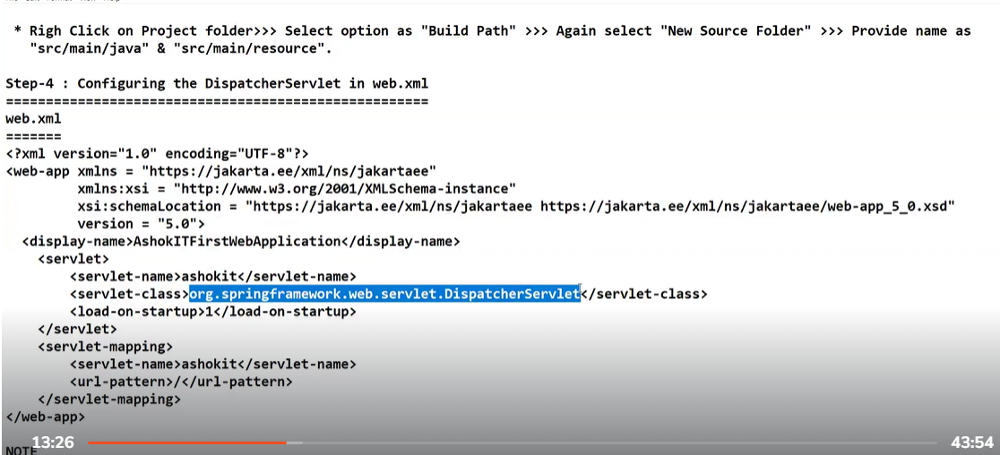 * Righ Click on Project folder>>> Select option as "Build Path" >>> Again select "New Source Folder" >>> Provide name as
"src/main/java" & "src/main/resource".
Step-4 : Configuring the DispatcherServlet in web.xml
=====================================================
web.xml
=======
<?xml version="1.0" encoding="UTF-8"?>
<web-app xmlns = "https://jakarta.ee/xml/ns/jakartaee"
xmlns:xsi = "http://www.w3.org/2001/XMLSchema-instance"
xsi:schemaLocation = "https://jakarta.ee/xml/ns/jakartaee https://jakarta.ee/xml/ns/jakartaee/web-app_5_0.xsd"
version = "5.0">
<display-name>AshokITFirstWebApplication</display-name>
<servlet>
<servlet-name>ashokit</servlet-name>
<servlet-class>org.springframework.web.servlet.DispatcherServlet</servlet-class>
<load-on-startup>1</load-on-startup>
</servlet>
<servlet-mapping>
<servlet-name>ashokit</servlet-name>
<url-pattern>/</url-pattern>
</servlet-mapping>
</web-app>
13:26 43:54
NOTE